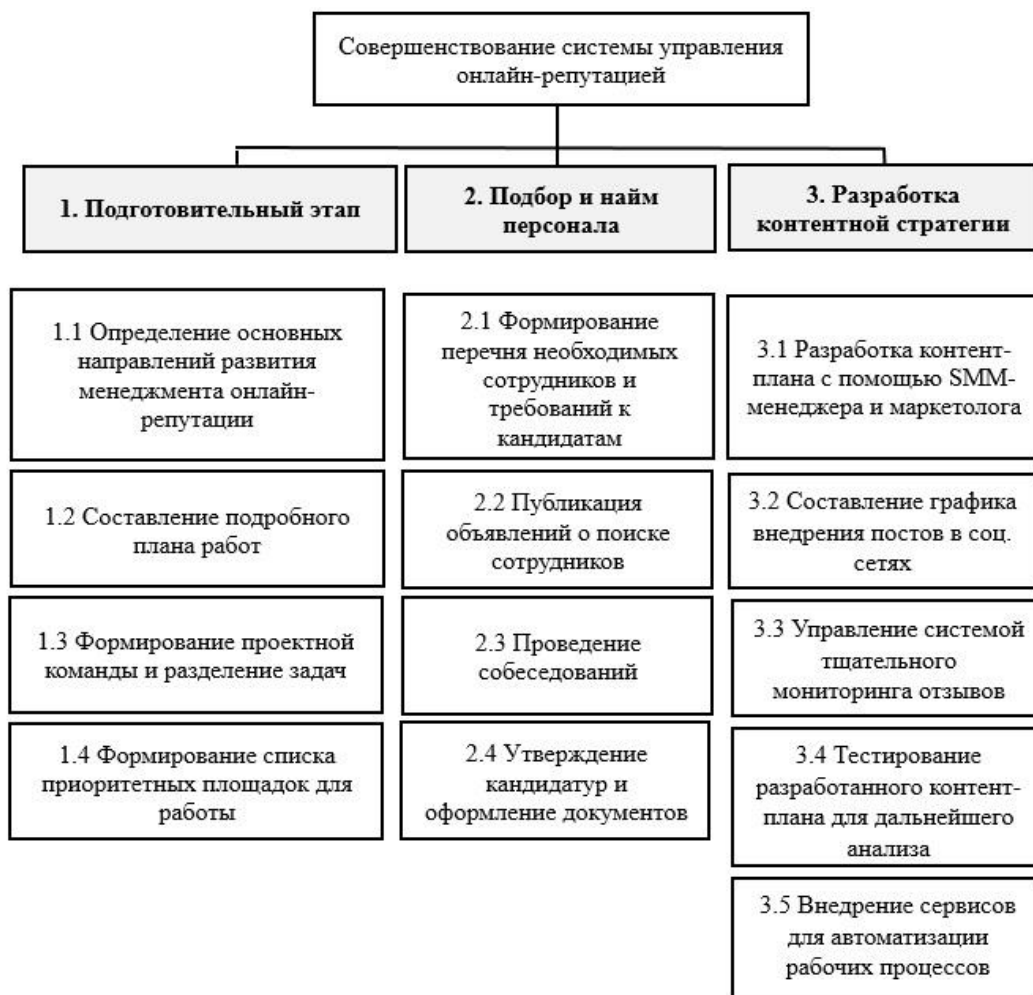 Совершенствование системы управления
онлайн-репутацией
1. Подготовительный этап
2. Подбор и найм
персонала
3. Разработка
контентной стратегии
1.1 Определение основных
направлений развития
менеджмента онлайн-
репутации
1.2 Составление подробного
плана работ
1.3 Формирование проектной
команды и разделение задач
1.4 Формирование списка
приоритетных площадок для
работы
2.1 Формирование
перечня необходимых
сотрудников и
требований к
кандидатам
2.2 Публикация
объявлений о поиске
сотрудников
2.3 Проведение
собеседований
2.4 Утверждение
кандидатур и
оформление документов
3.1 Разработка контент-
плана с помощью SMM-
менеджера и маркетолога
3.2 Составление графика
внедрения постов в соц.
сетях
3.3 Управление системой
тщательного
мониторинга отзывов
3.4 Тестирование
разработанного контент-
плана для дальнейшего
анализа
3.5 Внедрение сервисов
для автоматизации
рабочих процессов